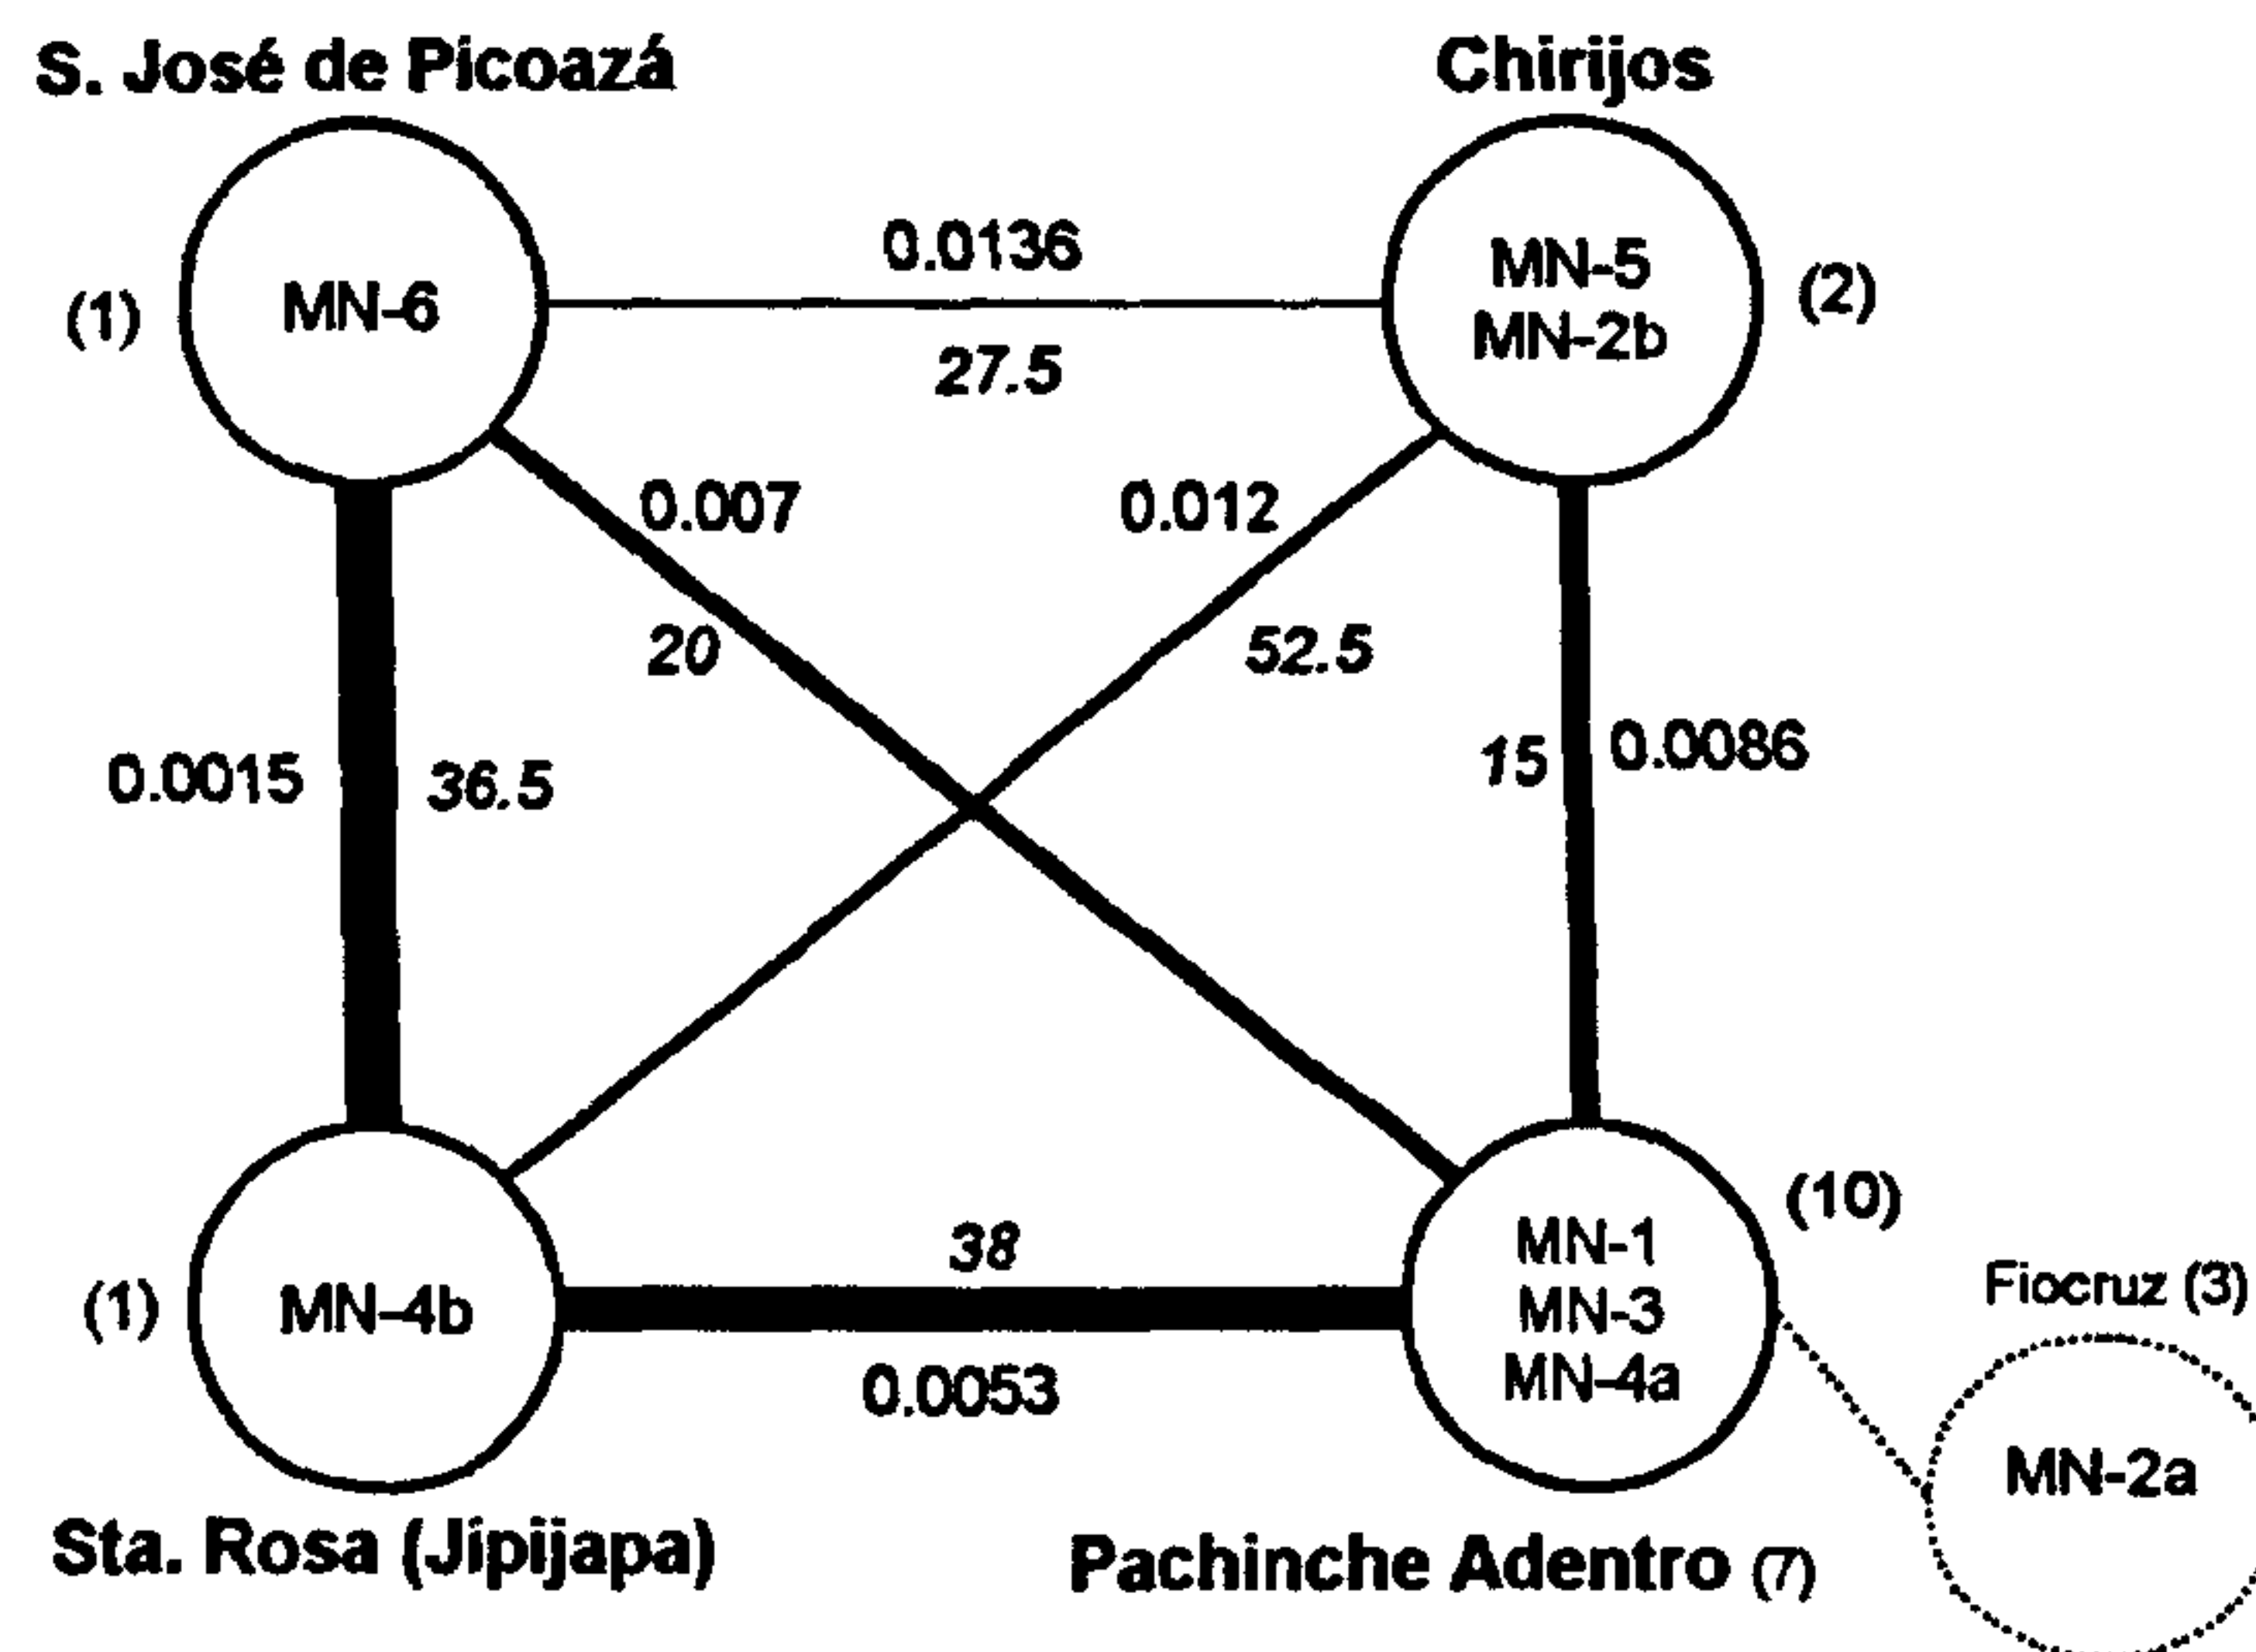 S. José de Picoazá
Chirijos
(1)
MN-6
0.0136
27.5
MN-5
MN-2b
(2)
0.007
0.012
20
52.5
0.0015
36.5
15
0.0086
(1)
MN-4b
38
0.0053
(10)
MN-1
MN-3
MN-4a
Fiocruz (3)
MN-2a
Sta. Rosa (Jipijapa)
Pachinche Adentro (7)